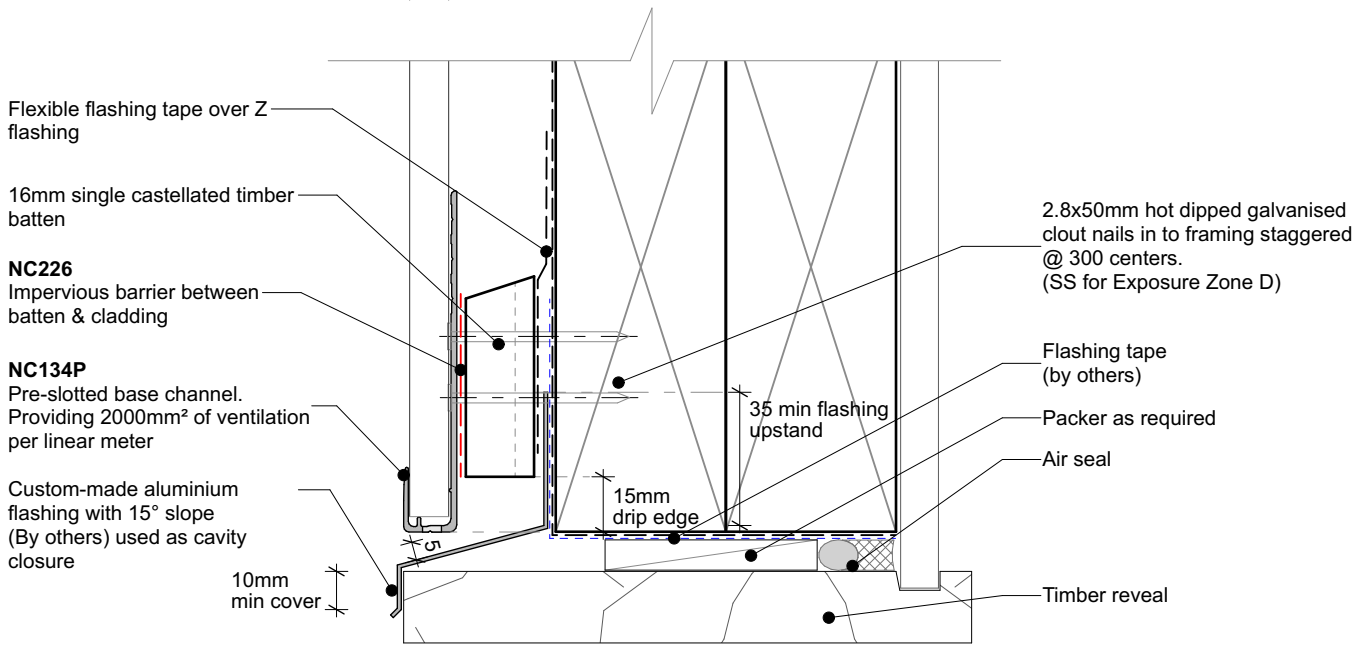 Flexible flashing tape over Z
flashing
16mm single castellated timber
batten
NC226
Impervious barrier between
batten & cladding
NC134P
Pre-slotted base channel.
Providing 2000mm² of ventilation
per linear meter
Custom-made aluminium
flashing with 15° slope
(By others) used as cavity
closure
10mm
min cover
5
15mm
drip edge
35 min flashing
upstand
2.8x50mm hot dipped galvanised
clout nails in to framing staggered
@ 300 centers.
(SS for Exposure Zone D)
Flashing tape
(by others)
Packer as required
Air seal
Timber reveal